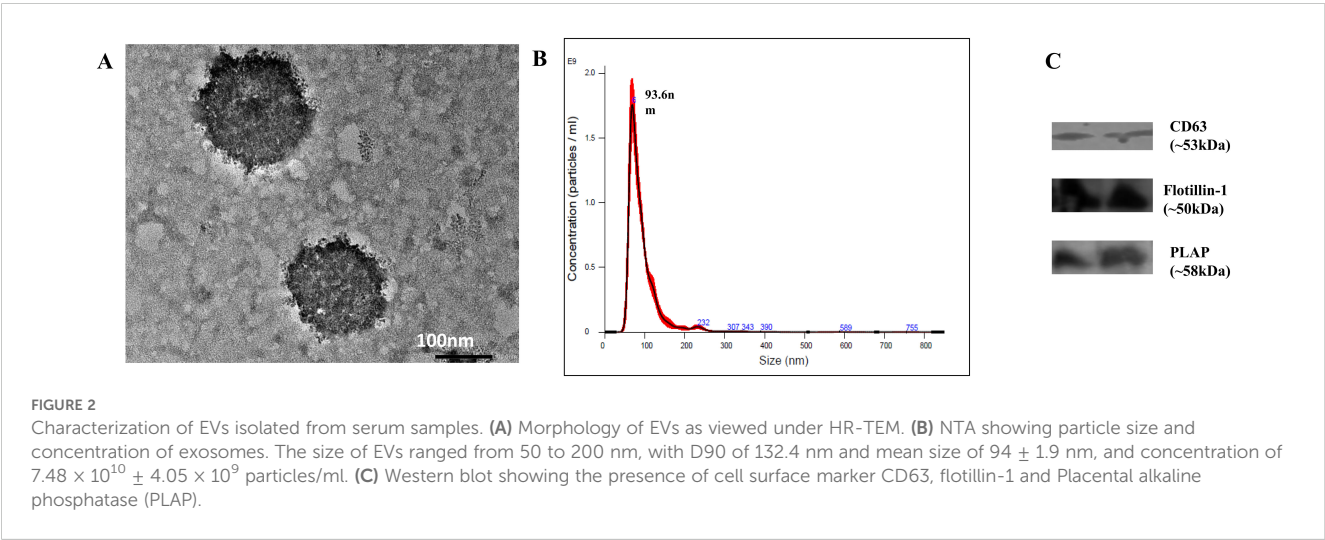 A
100nm
B
E9
2.0
1.5
1.0
0.5
0
Concentration (particles / ml)
93.6n
m
232
307 343 390
589
755
0 100 200 300 400 500 600 700 800
Size (nm)
C
CD63
(~53kDa)
Flotillin-1
(~50kDa)
PLAP
(~58kDa)
FIGURE 2
Characterization of EVs isolated from serum samples. (A) Morphology of EVs as viewed under HR-TEM. (B) NTA showing particle size and
concentration of exosomes. The size of EVs ranged from 50 to 200 nm, with D90 of 132.4 nm and mean size of 94 ± 1.9 nm, and concentration of
7.48 × 10¹⁰ ± 4.05 × 10⁹ particles/ml. (C) Western blot showing the presence of cell surface marker CD63, flotillin-1 and Placental alkaline
phosphatase (PLAP).